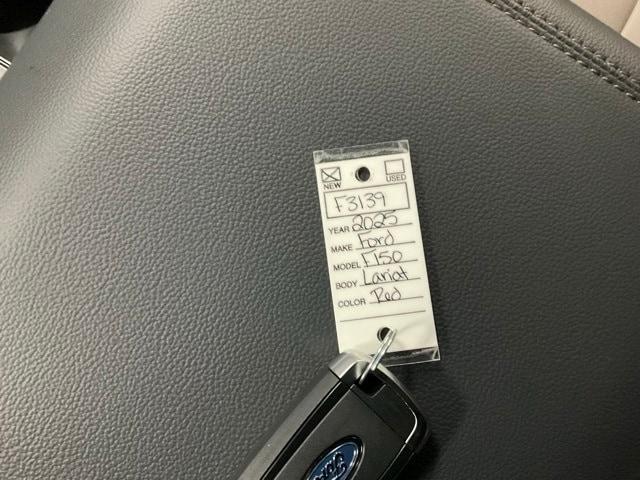 NEW USED
F3139
YEAR 2025
MAKE Ford
MODEL F150
BODY Lariat
COLOR Red